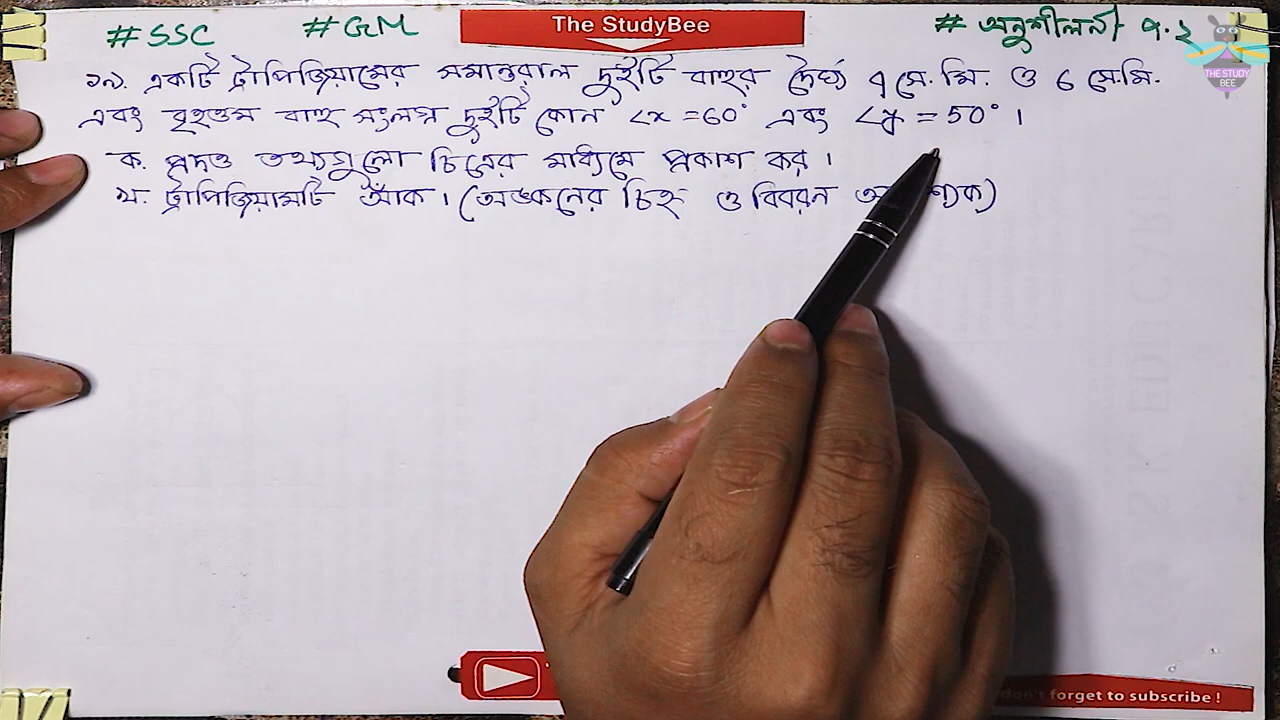 #SSC #GM The StudyBee # অনুশীলনী ৭.২
THE STUDY BEE
১৭. একটি ট্রাপিজিয়ামের সমান্তরাল দুইটি বাহুর দৈর্ঘ্য ৭ সে.মি. ও 6 সে.মি.
এবং বৃহত্তম বাহু সংলগ্ন দুইটি কোন ∠x =60° এবং ∠y = 50° ।
ক. প্রদত্ত তথ্যগুলো চিত্রের মাধ্যমে প্রকাশ কর ।
খ. ট্রাপিজিয়ামটি আঁক । (অঙ্কনের চিহ্ন ও বিবরন
don't forget to subscribe !